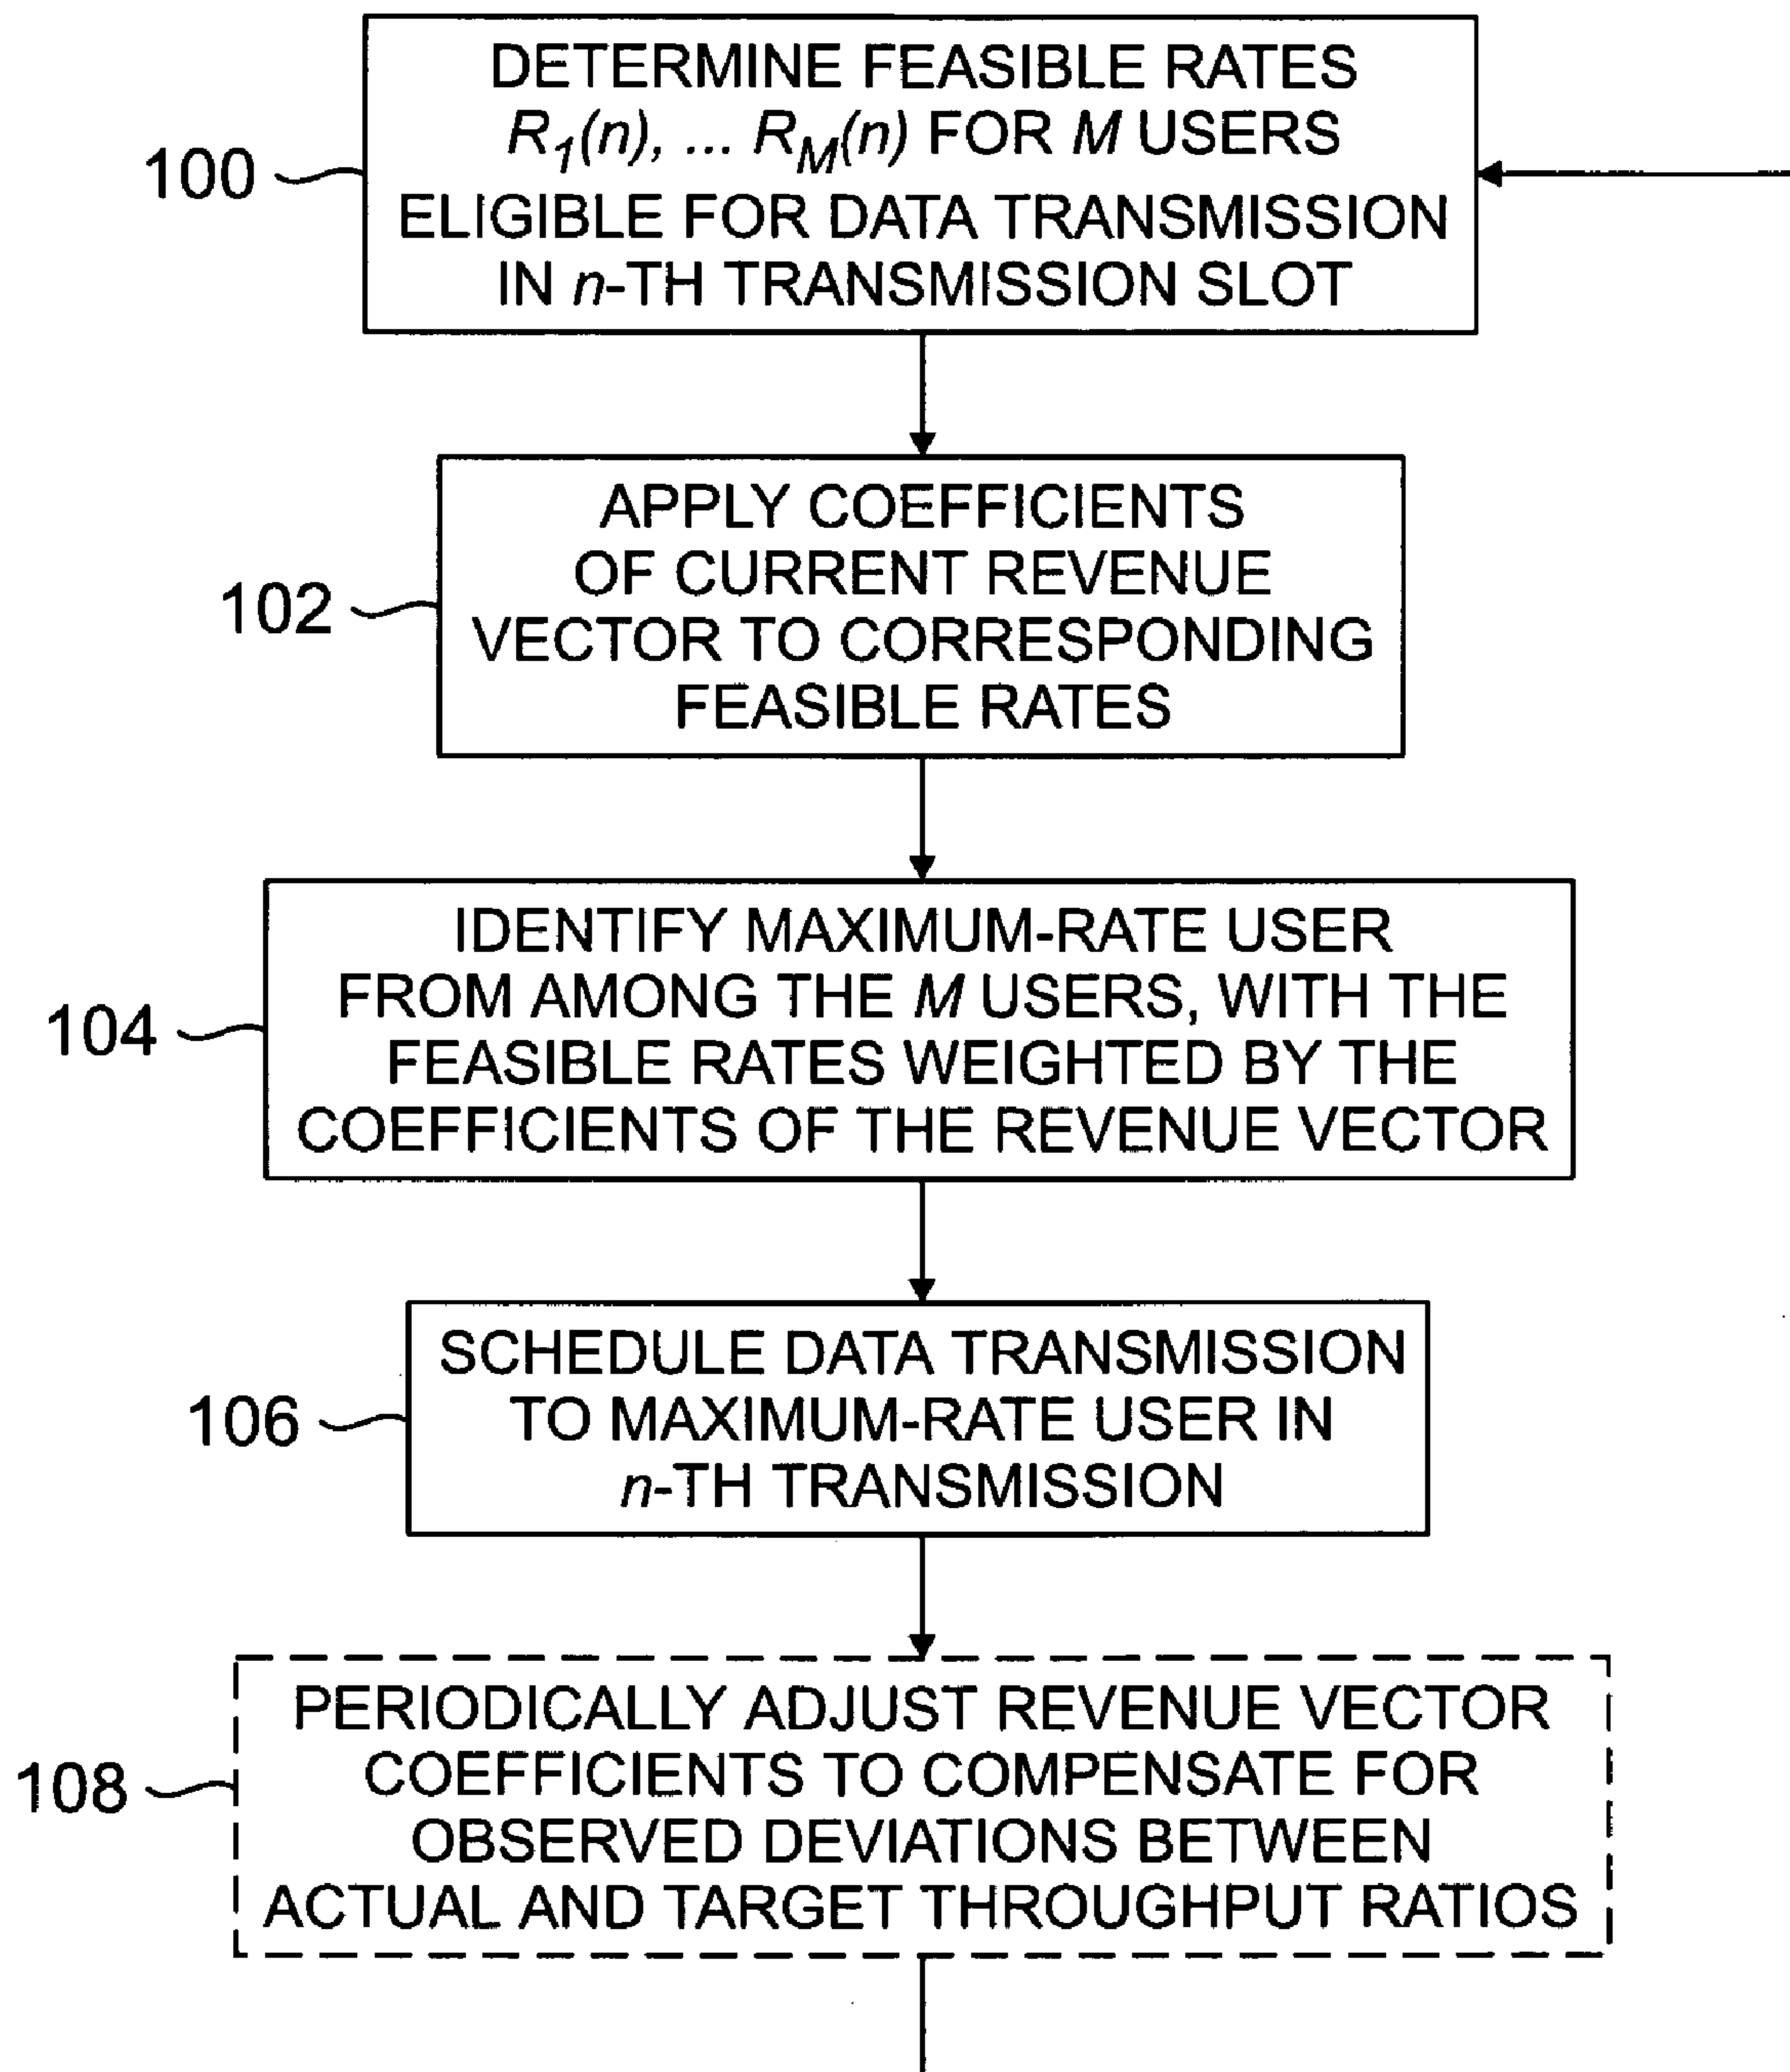 DETERMINE FEASIBLE RATES
R1(n), ... RM(n) FOR M USERS
ELIGIBLE FOR DATA TRANSMISSION
IN n-TH TRANSMISSION SLOT
100
APPLY COEFFICIENTS
OF CURRENT REVENUE
VECTOR TO CORRESPONDING
FEASIBLE RATES
102
IDENTIFY MAXIMUM-RATE USER
FROM AMONG THE M USERS, WITH THE
FEASIBLE RATES WEIGHTED BY THE
COEFFICIENTS OF THE REVENUE VECTOR
104
SCHEDULE DATA TRANSMISSION
TO MAXIMUM-RATE USER IN
n-TH TRANSMISSION
106
PERIODICALLY ADJUST REVENUE VECTOR
COEFFICIENTS TO COMPENSATE FOR
OBSERVED DEVIATIONS BETWEEN
ACTUAL AND TARGET THROUGHPUT RATIOS
108